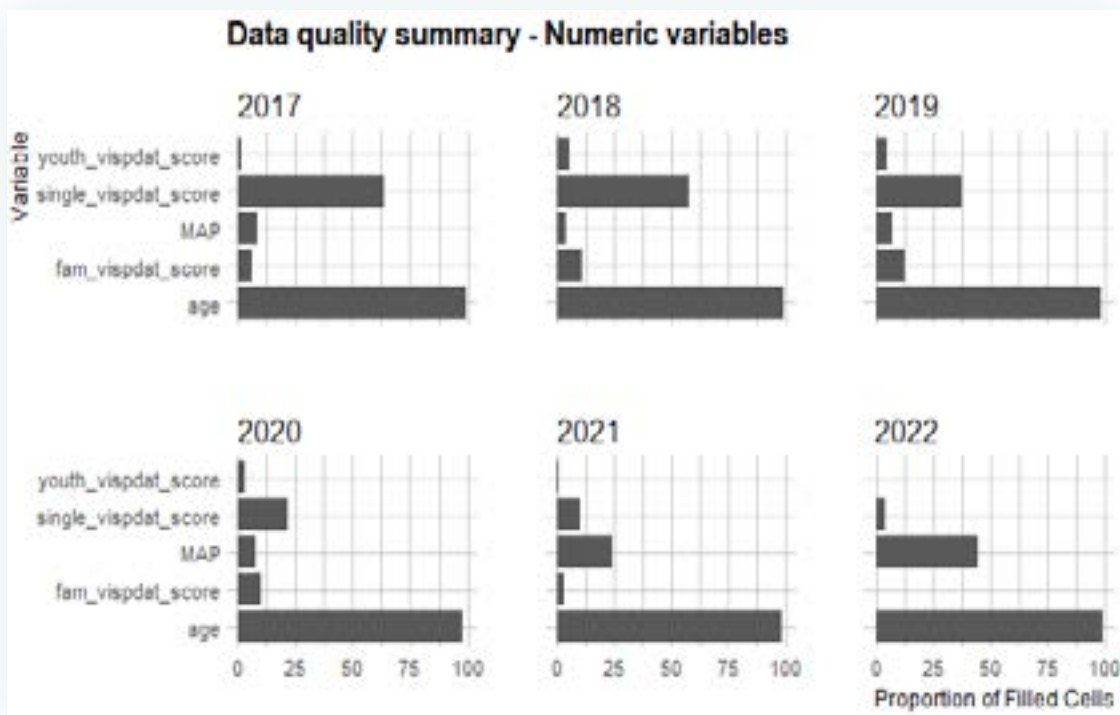 Data quality summary - Numeric variables
2017
2018
2019
Variable
youth_vispdat_score
single_vispdat_score
MAP
fam_vispdat_score
age
2020
2021
2022
youth_vispdat_score
single_vispdat_score
MAP
fam_vispdat_score
age
0 25 50 75 100
0 25 50 75 100
0 25 50 75 100
Proportion of Filled Cells